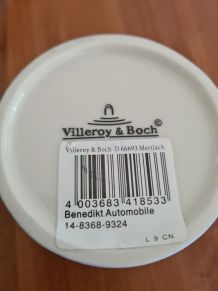 Villeroy & Boch©
Villeroy & Boch D 66693 Mettlach
4 003683 418533
Benedikt Automobile
14-8368-9324
L 9 CN